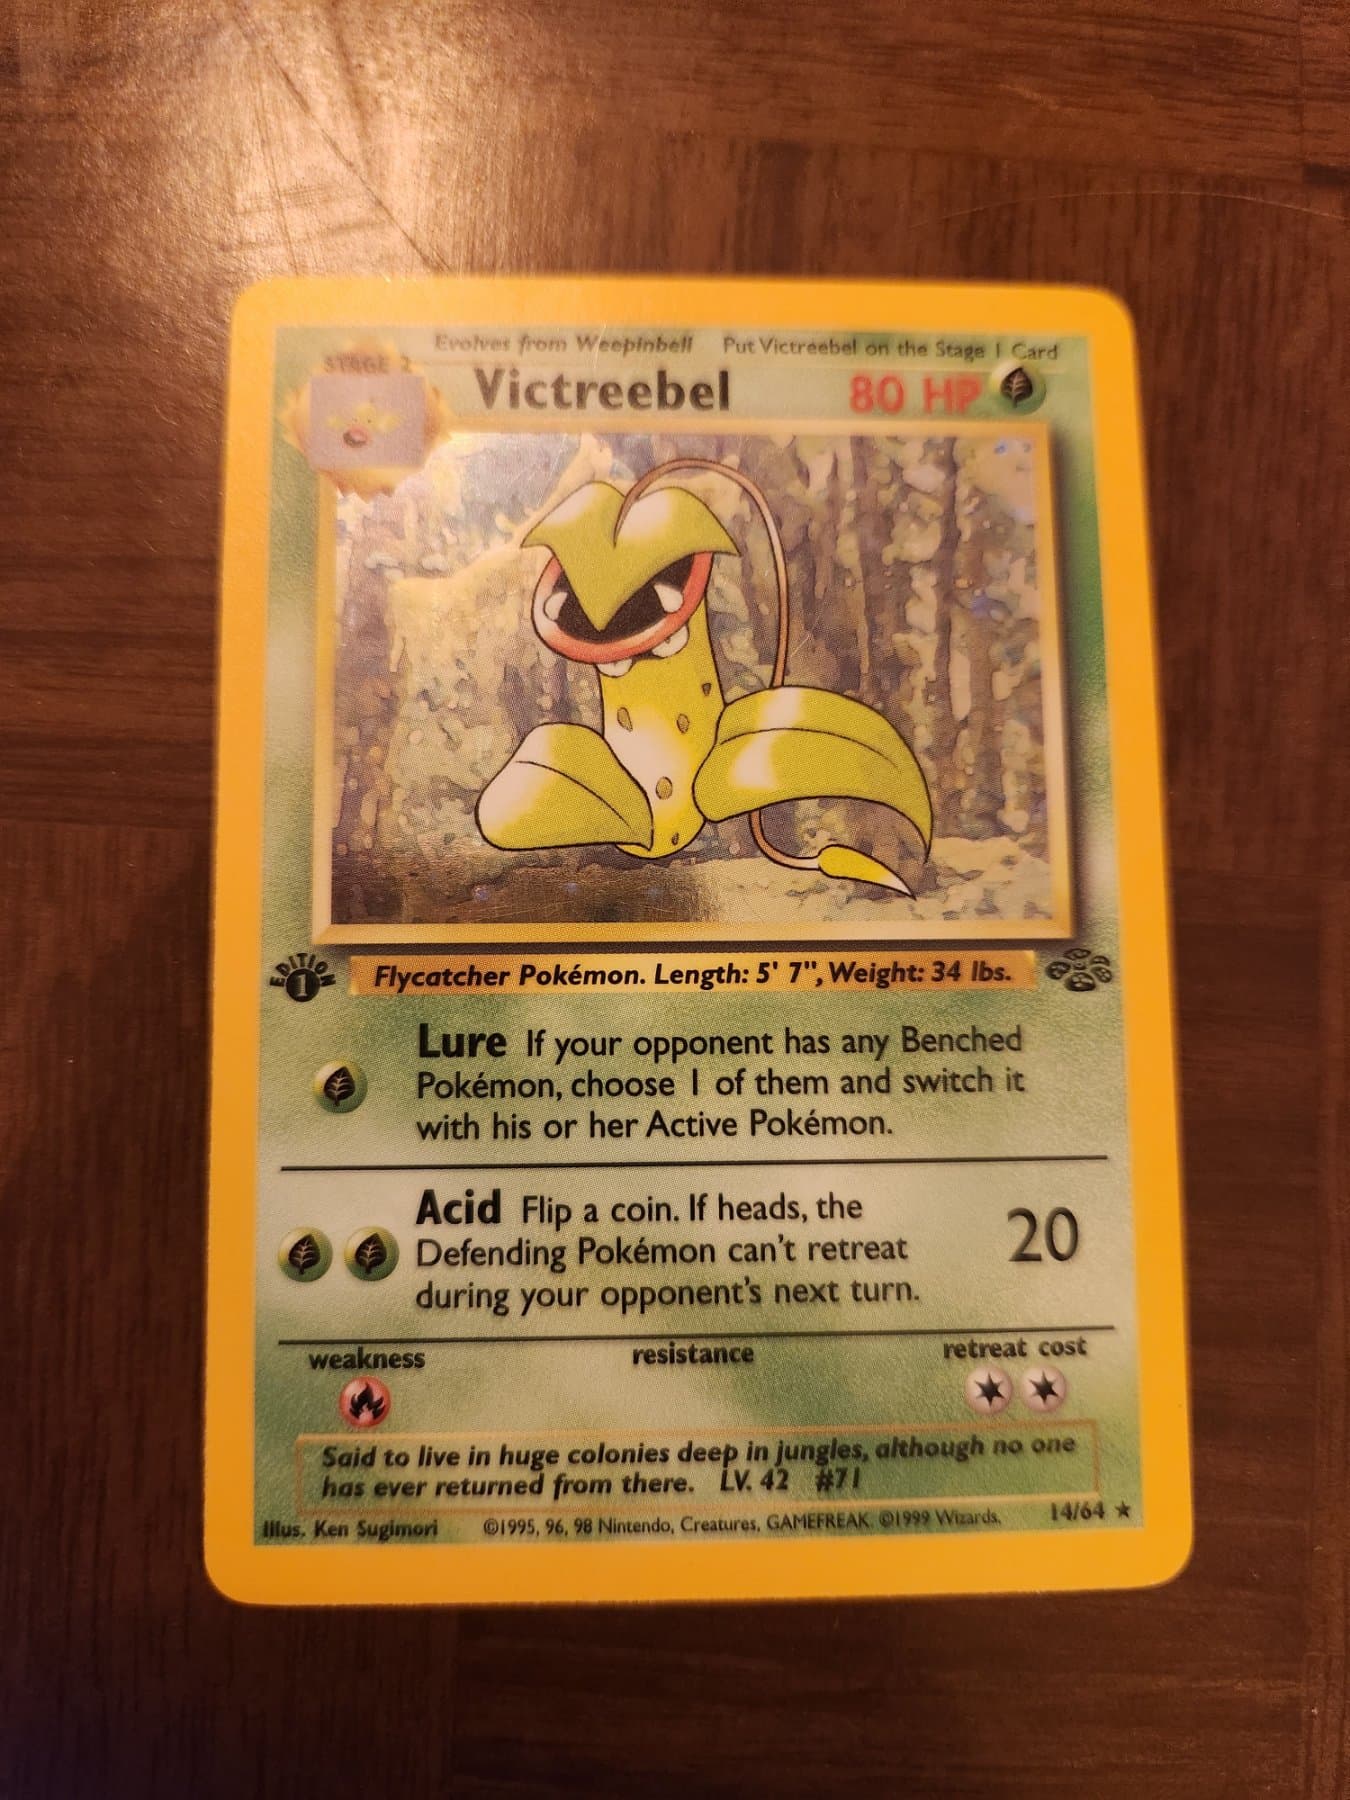 Evolves from Weepinbell Put Victreebel on the Stage 1 Card
STAGE 2
Victreebel 80 HP
EDITION
1
Flycatcher Pokémon. Length: 5' 7", Weight: 34 lbs.
Lure If your opponent has any Benched
Pokémon, choose 1 of them and switch it
with his or her Active Pokémon.
Acid Flip a coin. If heads, the
Defending Pokémon can't retreat
during your opponent's next turn.
20
weakness resistance retreat cost
Said to live in huge colonies deep in jungles, although no one
has ever returned from there. LV. 42 #71
Illus. Ken Sugimori ©1995, 96, 98 Nintendo, Creatures, GAMEFREAK. ©1999 Wizards. 14/64 ★